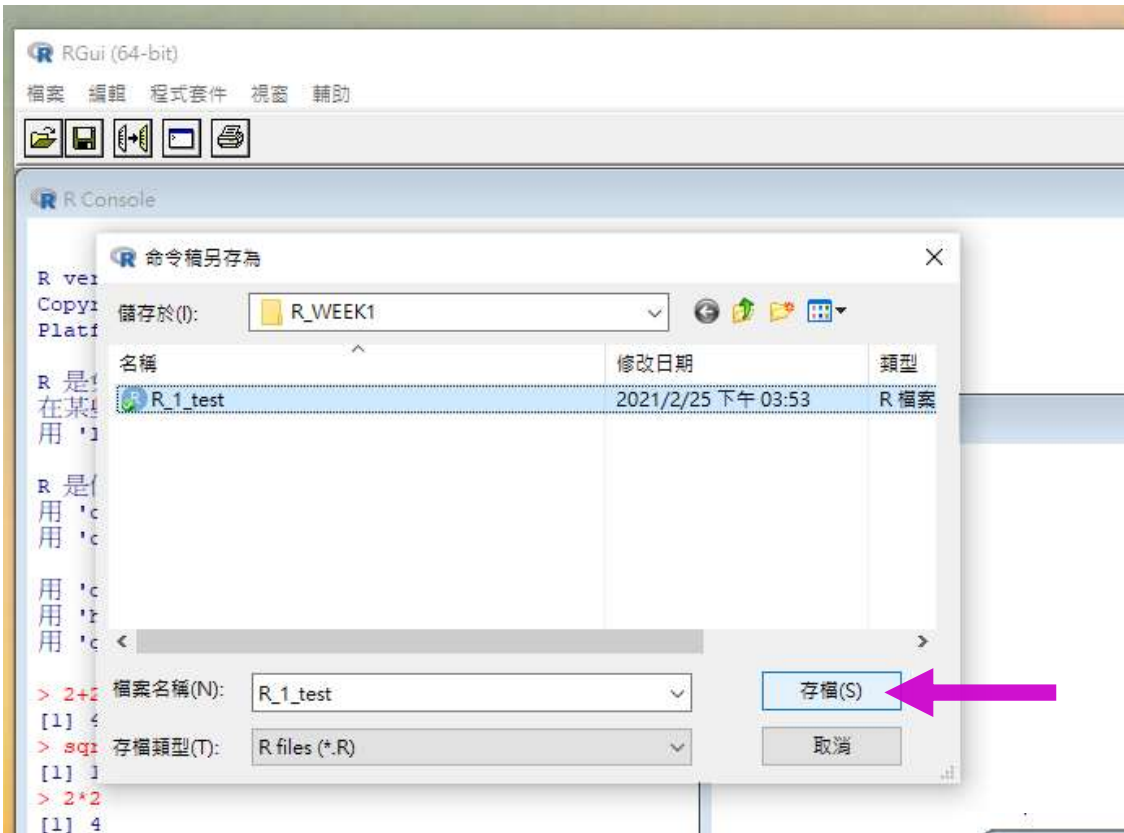 RGui (64-bit)
檔案 編輯 程式套件 視窗 輔助
R Console
命令稿另存為
儲存於(I): R_WEEK1
名稱 修改日期 類型
R_1_test 2021/2/25 下午 03:53 R 檔案
檔案名稱(N): R_1_test 存檔(S)
存檔類型(T): R files (*.R) 取消
R
Platf
R 是
在某
用
R 是
用
用
用
用
用
> 2+2
[1] 4
> sqr
[1]
> 2*2
[1] 4